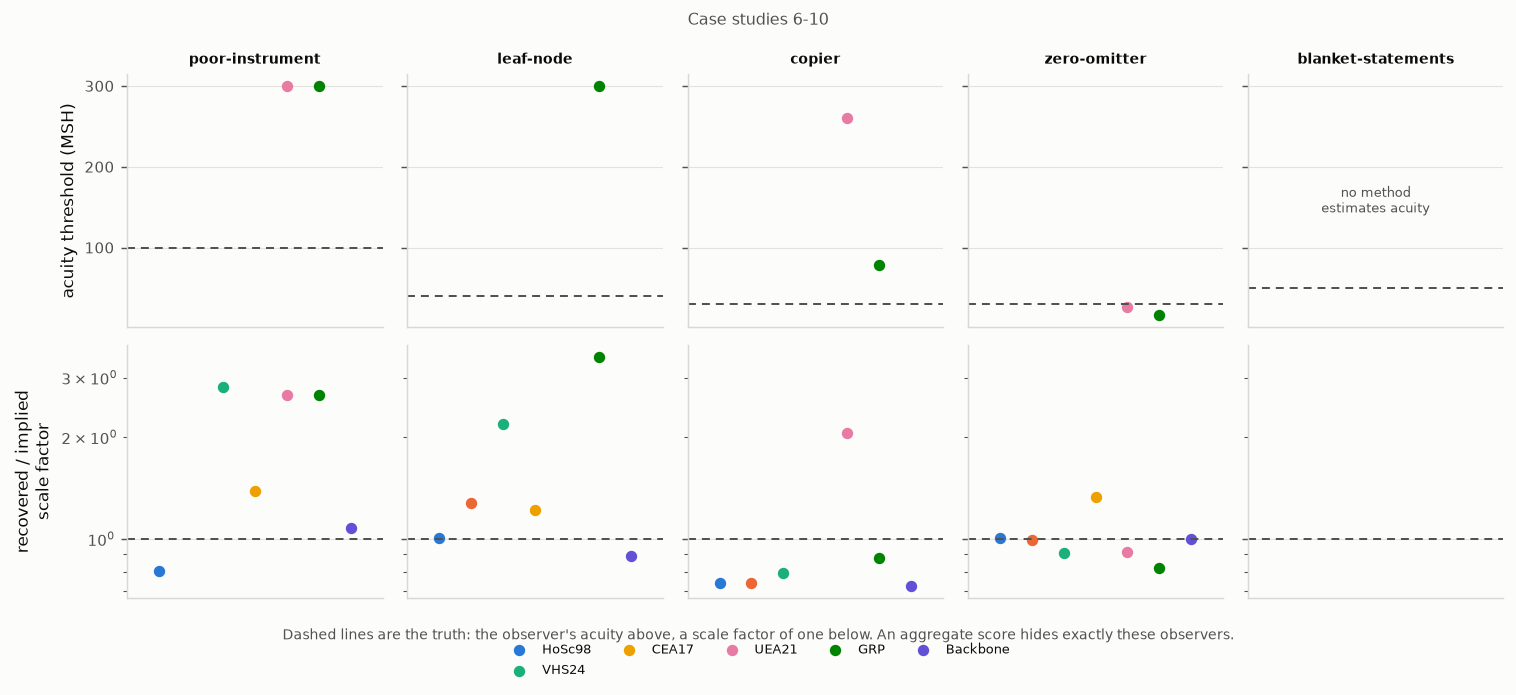 Case studies 6-10
poor-instrument
leaf-node
copier
zero-omitter
blanket-statements
acuity threshold (MSH)
300
200
100
no method
estimates acuity
recovered / implied
scale factor
3 × 10⁰
2 × 10⁰
10⁰
Dashed lines are the truth: the observer's acuity above, a scale factor of one below. An aggregate score hides exactly these observers.
HoSc98
CEA17
UEA21
GRP
Backbone
VHS24